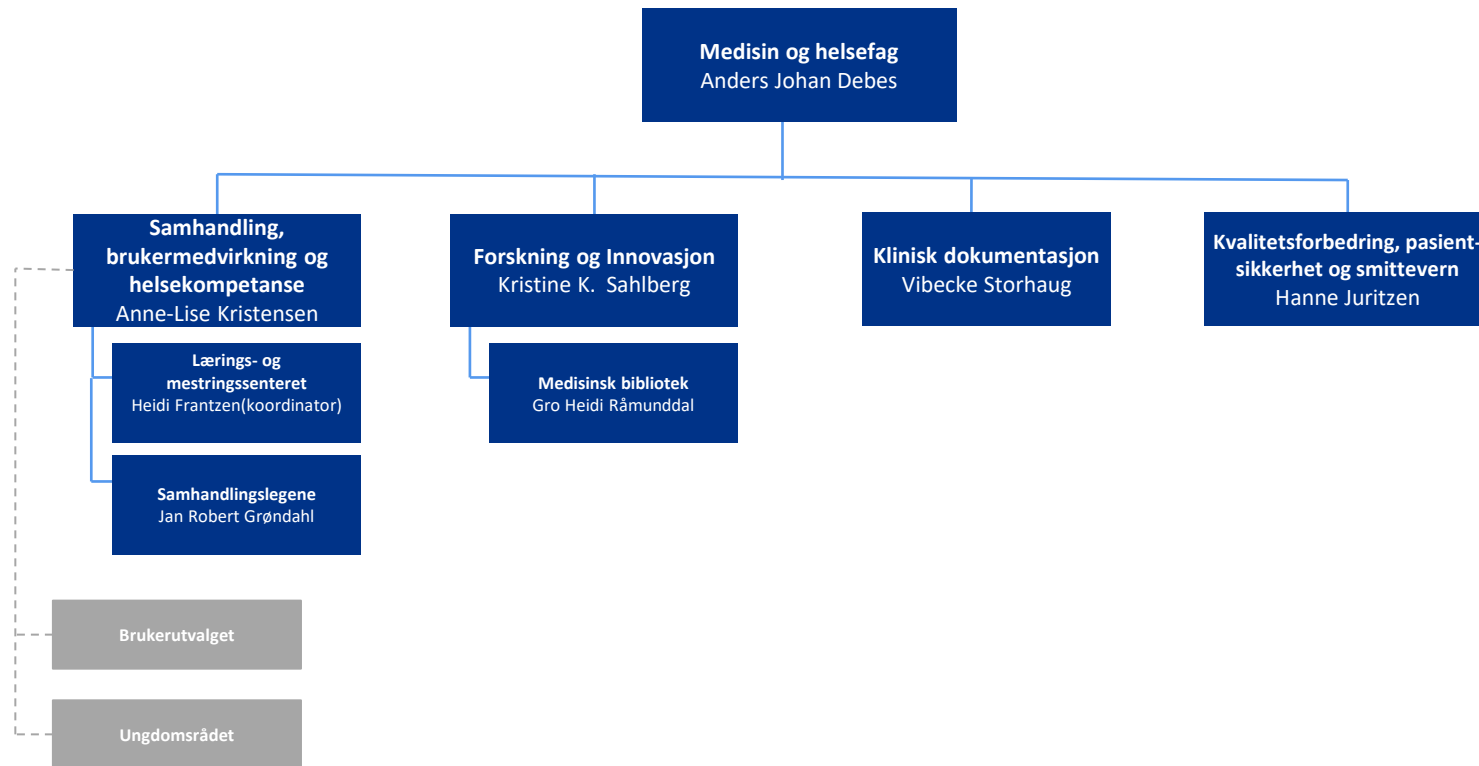 Medisin og helsefag
Anders Johan Debes
Samhandling,
brukermedvirkning og
helsekompetanse
Anne-Lise Kristensen
Forskning og Innovasjon
Kristine K. Sahlberg
Klinisk dokumentasjon
Vibecke Storhaug
Kvalitetsforbedring, pasient-
sikkerhet og smittevern
Hanne Juritzen
Lærings- og
mestringssenteret
Heidi Frantzen(koordinator)
Medisinsk bibliotek
Gro Heidi Råmunddal
Samhandlingslegene
Jan Robert Grøndahl
Brukerutvalget
Ungdomsrådet